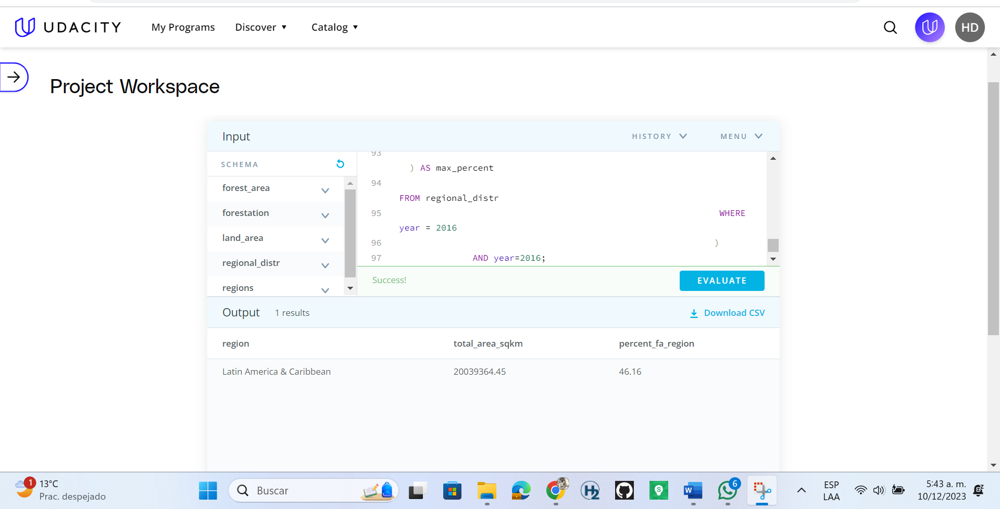 UDACITY
My Programs
Discover ▼
Catalog ▼
HD
Project Workspace
Input
HISTORY
MENU
SCHEMA
forest_area
forestation
land_area
regional_distr
regions
93
) AS max_percent
94
FROM regional_distr
95 WHERE
year = 2016
96 )
97 AND year=2016;
Success!
EVALUATE
Output 1 results
Download CSV
region total_area_sqkm percent_fa_region
Latin America & Caribbean 20039364.45 46.16
1
13°C
Prac. despejado
Buscar
H2
S
W
6
ESP
LAA
5:43 a. m.
10/12/2023